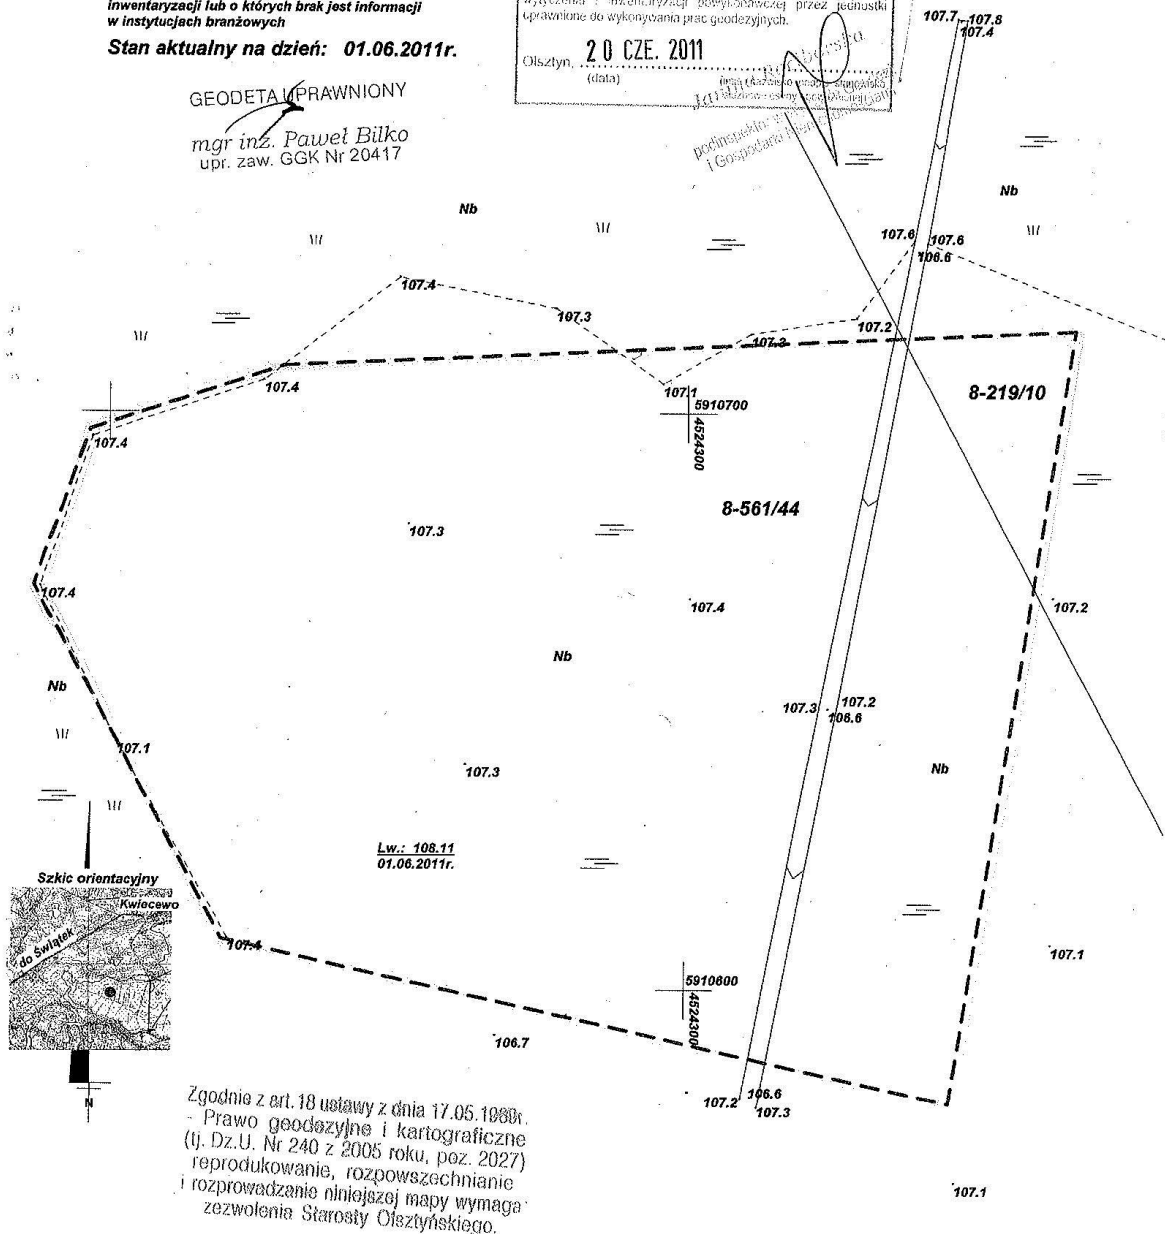 inwentaryzacji lub o których brak jest informacji
w instytucjach branżowych
Stan aktualny na dzień: 01.06.2011r.
GEODETA UPRAWNIONY
mgr inż. Paweł Bilko
upr. zaw. GGK Nr 20417
wytyczenia i inwentaryzacji powykonawczej przez jednostki
uprawnione do wykonywania prac geodezyjnych.
Olsztyn, 20 CZE. 2011
(data)
podinspektor
i Gospodarki
107.7 107.8
107.4
Nb
Nb
107.6 107.6
106.6
107.4
107.3
107.2
107.3
107.4
107.1
5910700
4524300
8-219/10
107.4
8-561/44
107.3
107.4
107.4
107.2
Nb
Nb
107.3 107.2
106.6
107.1
107.3
Nb
Lw.: 108.11
01.06.2011r.
Szkic orientacyjny
Kwiecewo
do Świątek
107.4
107.1
5910600
4524300
106.7
107.2 106.6
107.3
N
Zgodnie z art. 18 ustawy z dnia 17.05.1989r.
- Prawo geodezyjne i kartograficzne
(tj. Dz.U. Nr 240 z 2005 roku, poz. 2027)
reprodukowanie, rozpowszechnianie
i rozprowadzanie niniejszej mapy wymaga
zezwolenia Starosty Olsztyńskiego.
107.1